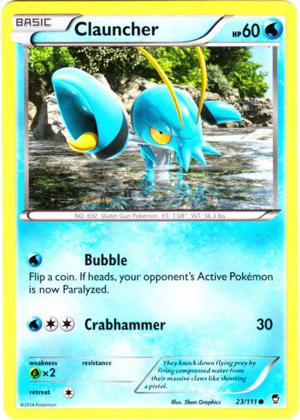 BASIC
Clauncher
HP60
NO. 692 Water Gun Pokémon HT: 1'08" WT: 18.3 lbs.
Bubble
Flip a coin. If heads, your opponent's Active Pokémon
is now Paralyzed.
Crabhammer 30
weakness resistance
×2
retreat
They knock down flying prey by
firing compressed water from
their massive claws like shooting
a pistol.
©2014 Pokémon
Illus. 5ban Graphics
23/111